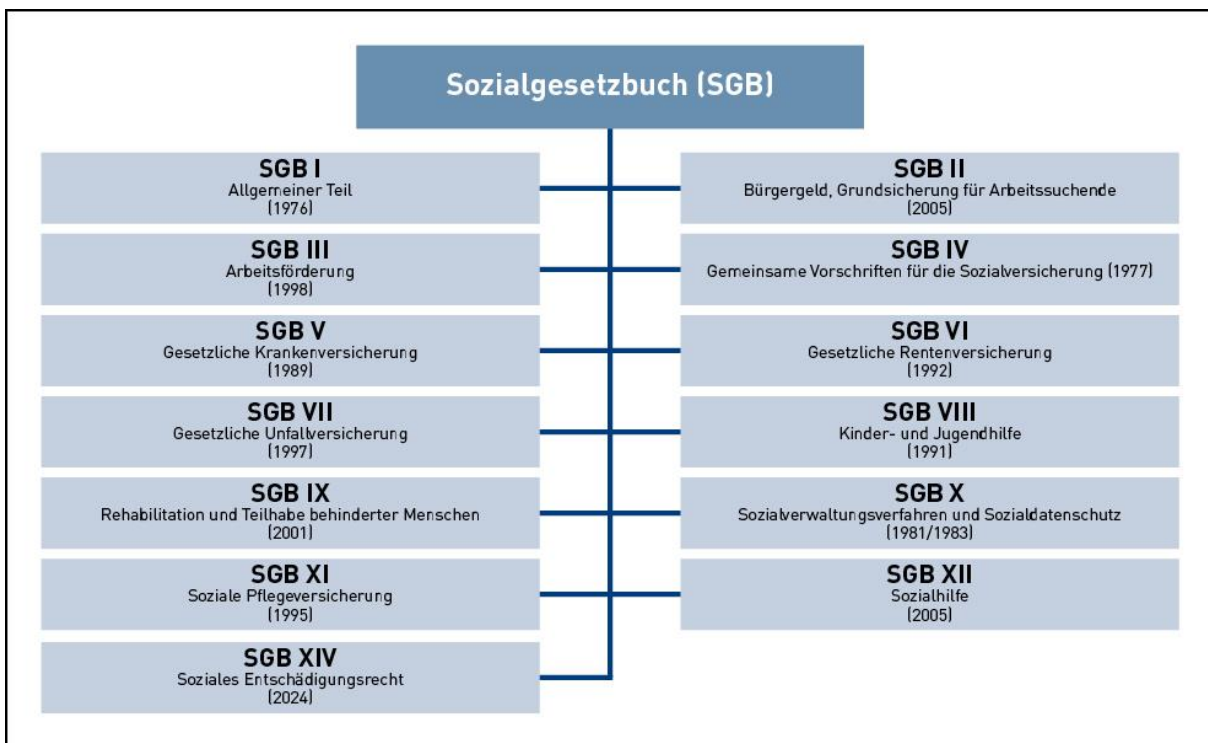 Sozialgesetzbuch (SGB)
SGB I
Allgemeiner Teil
(1976)
SGB II
Bürgergeld, Grundsicherung für Arbeitssuchende
(2005)
SGB III
Arbeitsförderung
(1998)
SGB IV
Gemeinsame Vorschriften für die Sozialversicherung (1977)
SGB V
Gesetzliche Krankenversicherung
(1989)
SGB VI
Gesetzliche Rentenversicherung
(1992)
SGB VII
Gesetzliche Unfallversicherung
(1997)
SGB VIII
Kinder- und Jugendhilfe
(1991)
SGB IX
Rehabilitation und Teilhabe behinderter Menschen
(2001)
SGB X
Sozialverwaltungsverfahren und Sozialdatenschutz
(1981/1983)
SGB XI
Soziale Pflegeversicherung
(1995)
SGB XII
Sozialhilfe
(2005)
SGB XIV
Soziales Entschädigungsrecht
(2024)